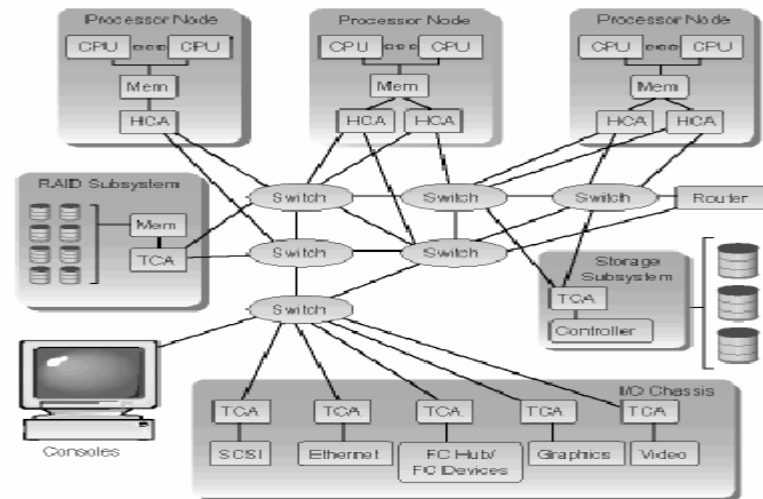 Processor Node
Processor Node
Processor Node
CPU CPU
CPU CPU
CPU CPU
Mem
Mem
Mem
HCA
HCA HCA
HCA HCA
RAID Subsystem
Mem
TCA
Switch
Switch
Switch
Router
Switch
Switch
Switch
Storage
Subsystem
TCA
Controller
Consoles
I/O Chassis
TCA
TCA
TCA
TCA
TCA
SCSI
Ethernet
FC Hub/
FC Devices
Graphics
Video